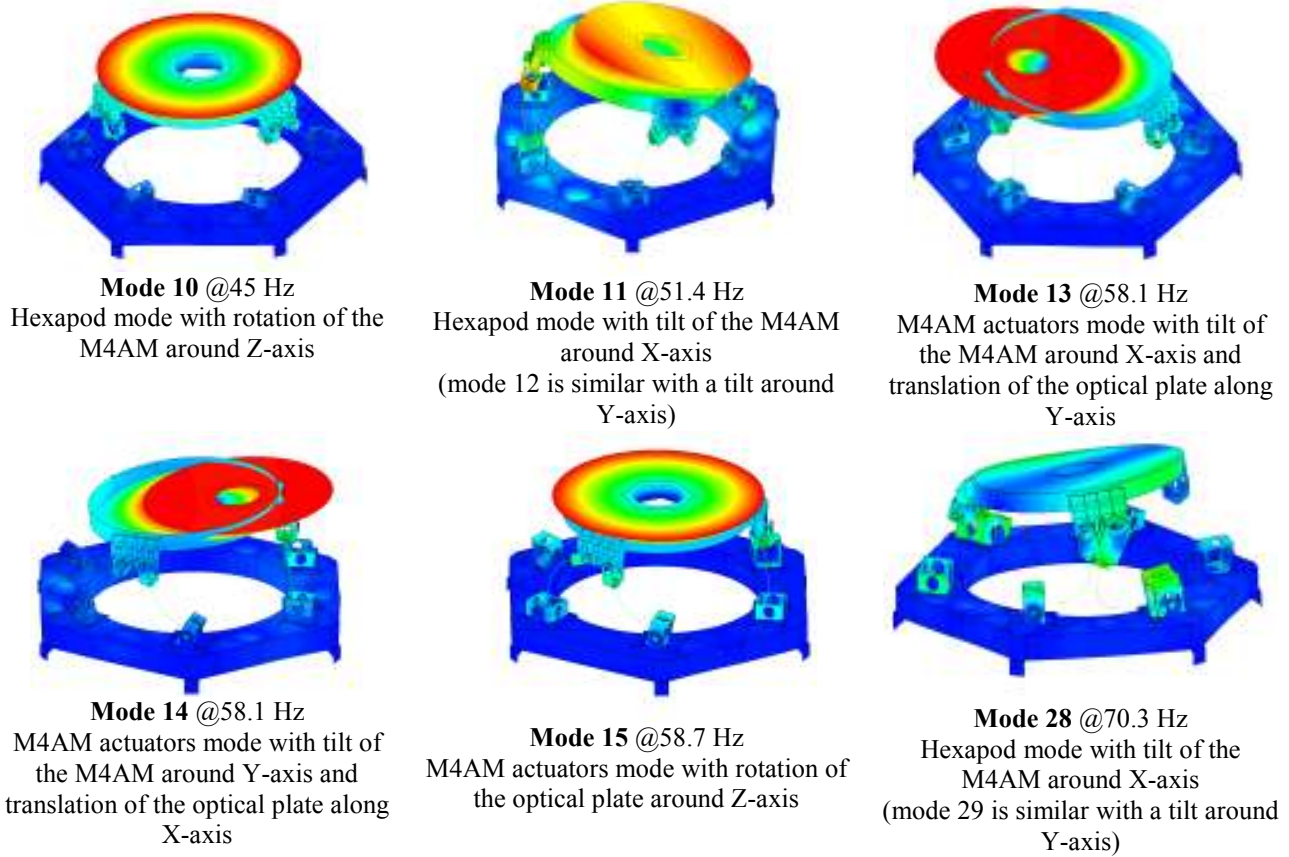 Mode 10 @45 Hz
Hexapod mode with rotation of the
M4AM around Z-axis
Mode 11 @51.4 Hz
Hexapod mode with tilt of the M4AM
around X-axis
(mode 12 is similar with a tilt around
Y-axis)
Mode 13 @58.1 Hz
M4AM actuators mode with tilt of
the M4AM around X-axis and
translation of the optical plate along
Y-axis
Mode 14 @58.1 Hz
M4AM actuators mode with tilt of
the M4AM around Y-axis and
translation of the optical plate along
X-axis
Mode 15 @58.7 Hz
M4AM actuators mode with rotation of
the optical plate around Z-axis
Mode 28 @70.3 Hz
Hexapod mode with tilt of the
M4AM around X-axis
(mode 29 is similar with a tilt around
Y-axis)